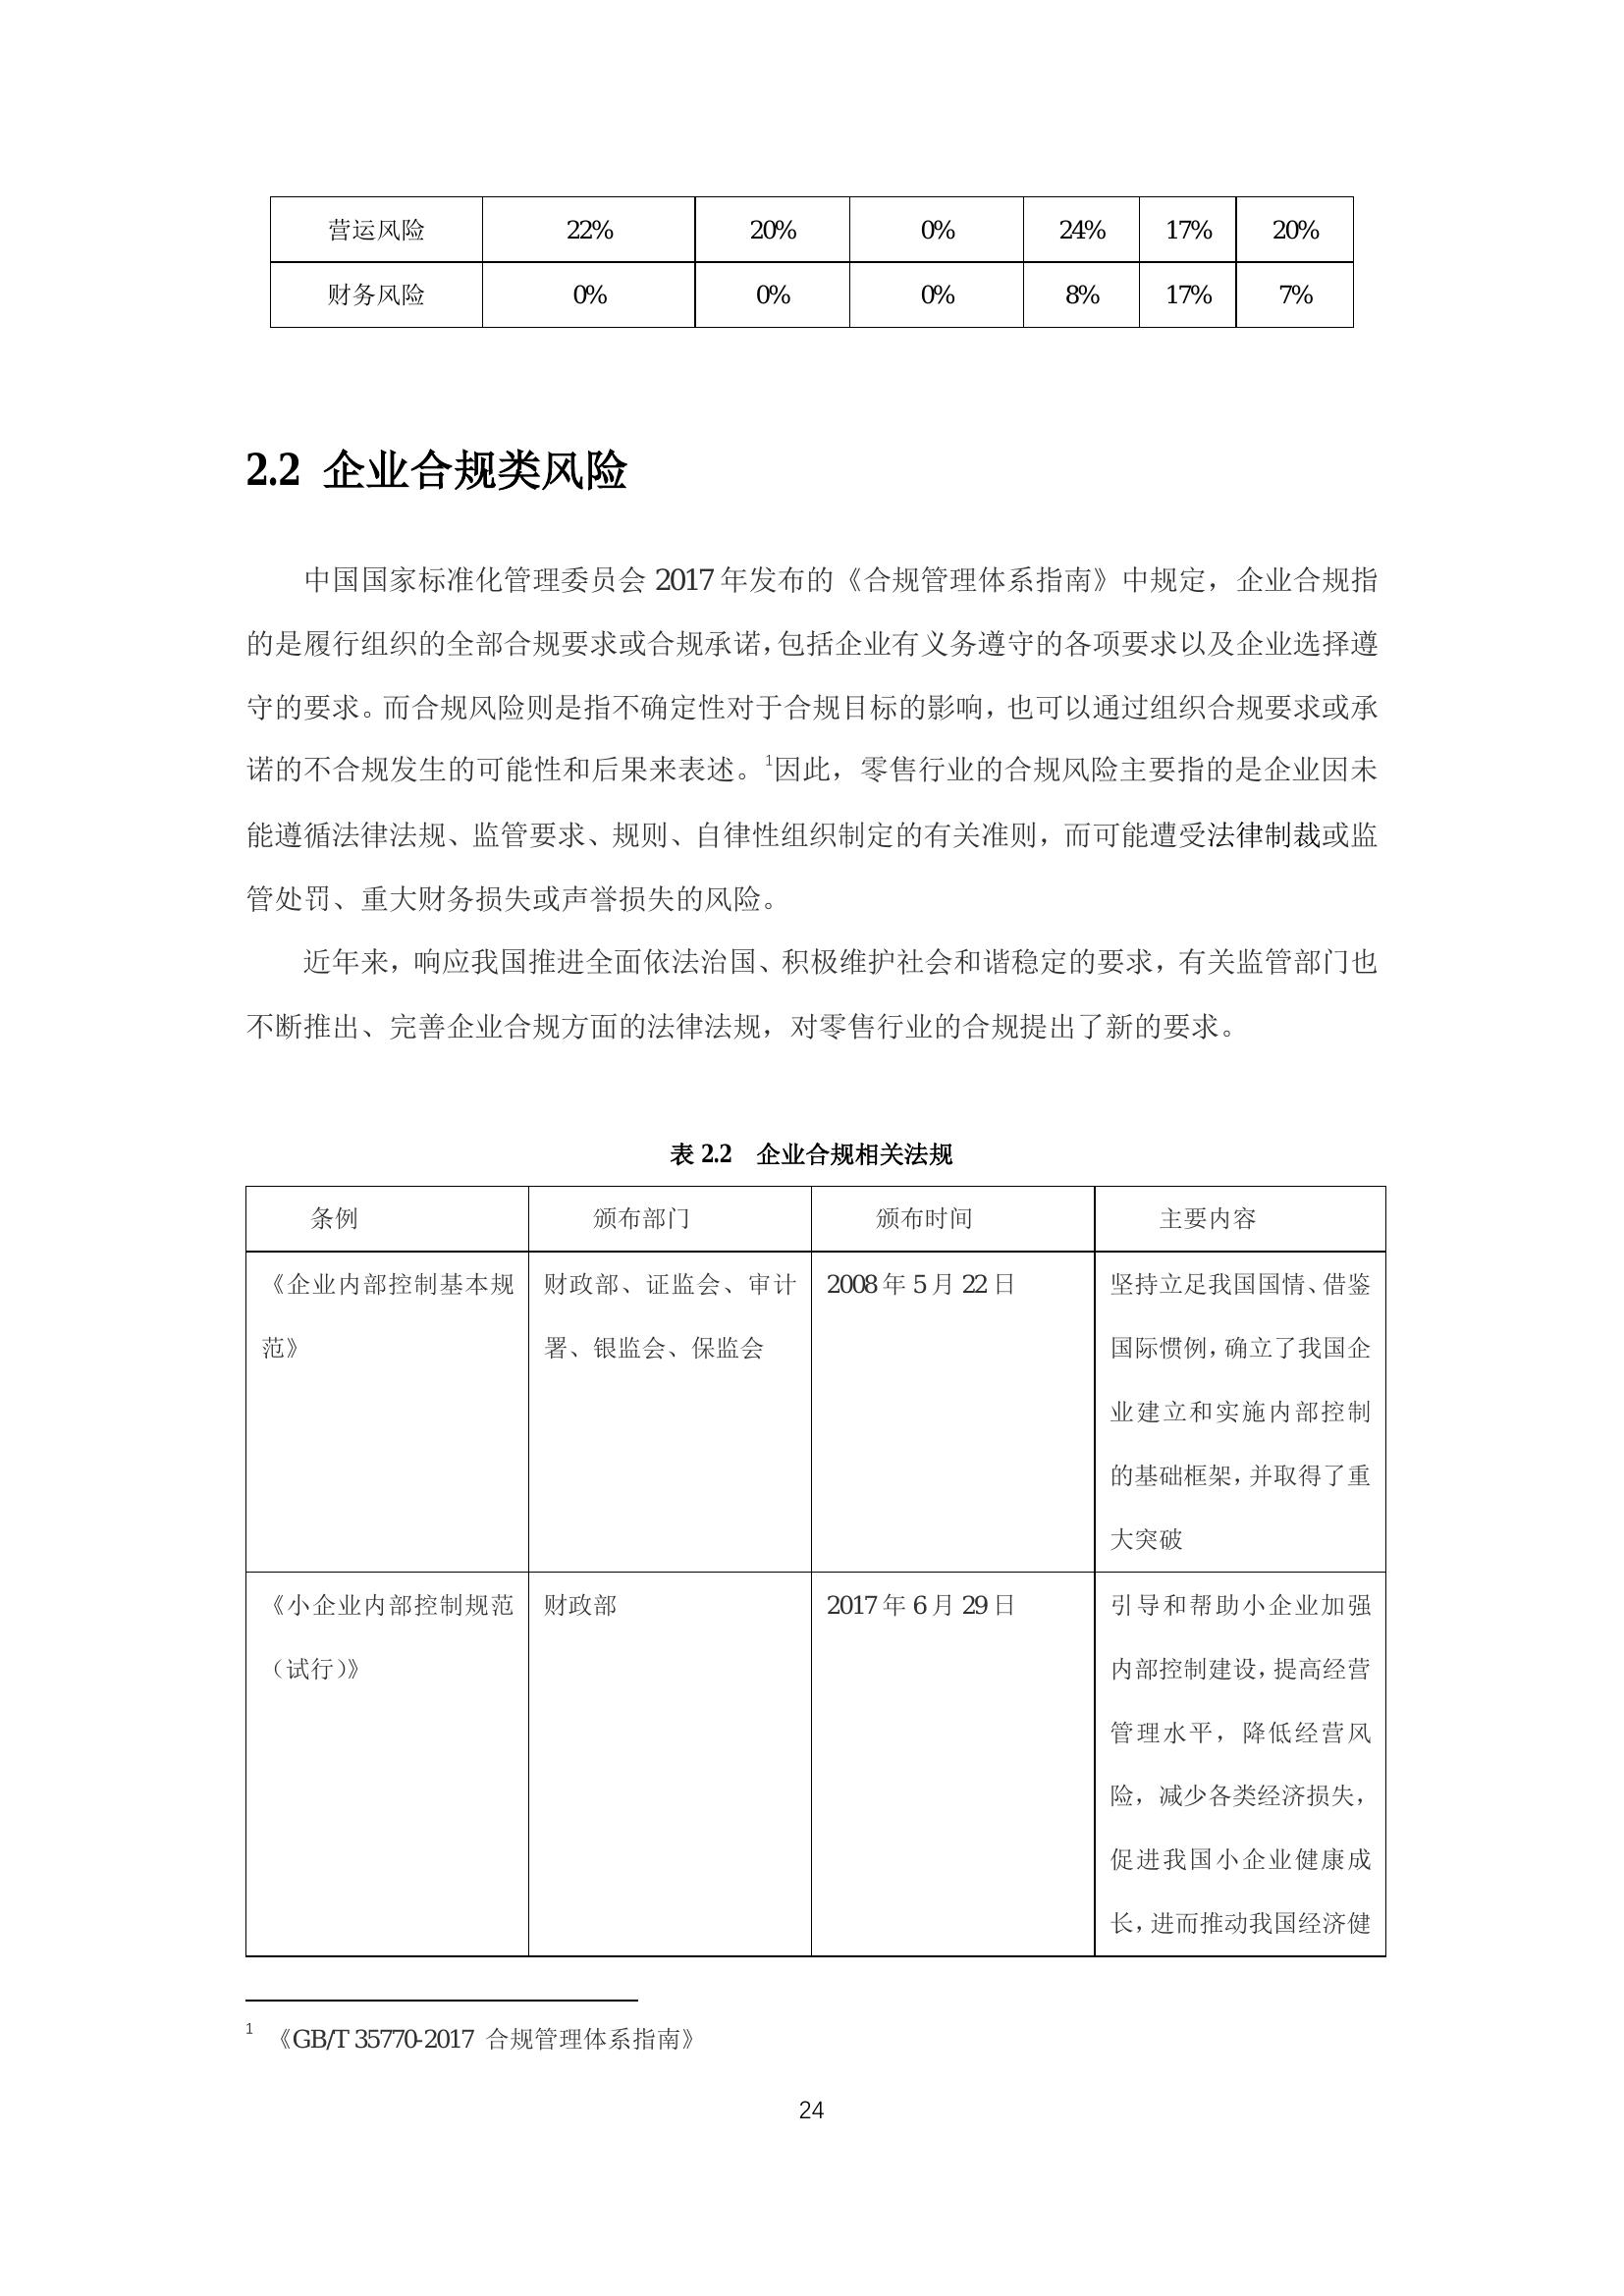 营运风险 22% 20% 0% 24% 17% 20%
财务风险 0% 0% 0% 8% 17% 7%
2.2 企业合规类风险
中国国家标准化管理委员会 2017 年发布的《合规管理体系指南》中规定，企业合规指
的是履行组织的全部合规要求或合规承诺，包括企业有义务遵守的各项要求以及企业选择遵
守的要求。而合规风险则是指不确定性对于合规目标的影响，也可以通过组织合规要求或承
诺的不合规发生的可能性和后果来表述。1因此，零售行业的合规风险主要指的是企业因未
能遵循法律法规、监管要求、规则、自律性组织制定的有关准则，而可能遭受法律制裁或监
管处罚、重大财务损失或声誉损失的风险。
近年来，响应我国推进全面依法治国、积极维护社会和谐稳定的要求，有关监管部门也
不断推出、完善企业合规方面的法律法规，对零售行业的合规提出了新的要求。
表 2.2 企业合规相关法规
条例 颁布部门 颁布时间 主要内容
《企业内部控制基本规
范》
财政部、证监会、审计
署、银监会、保监会
2008 年 5 月 22 日
坚持立足我国国情、借鉴
国际惯例，确立了我国企
业建立和实施内部控制
的基础框架，并取得了重
大突破
《小企业内部控制规范
（试行）》
财政部
2017 年 6 月 29 日
引导和帮助小企业加强
内部控制建设，提高经营
管理水平，降低经营风
险，减少各类经济损失，
促进我国小企业健康成
长，进而推动我国经济健
1 《GB/T 35770-2017 合规管理体系指南》
24